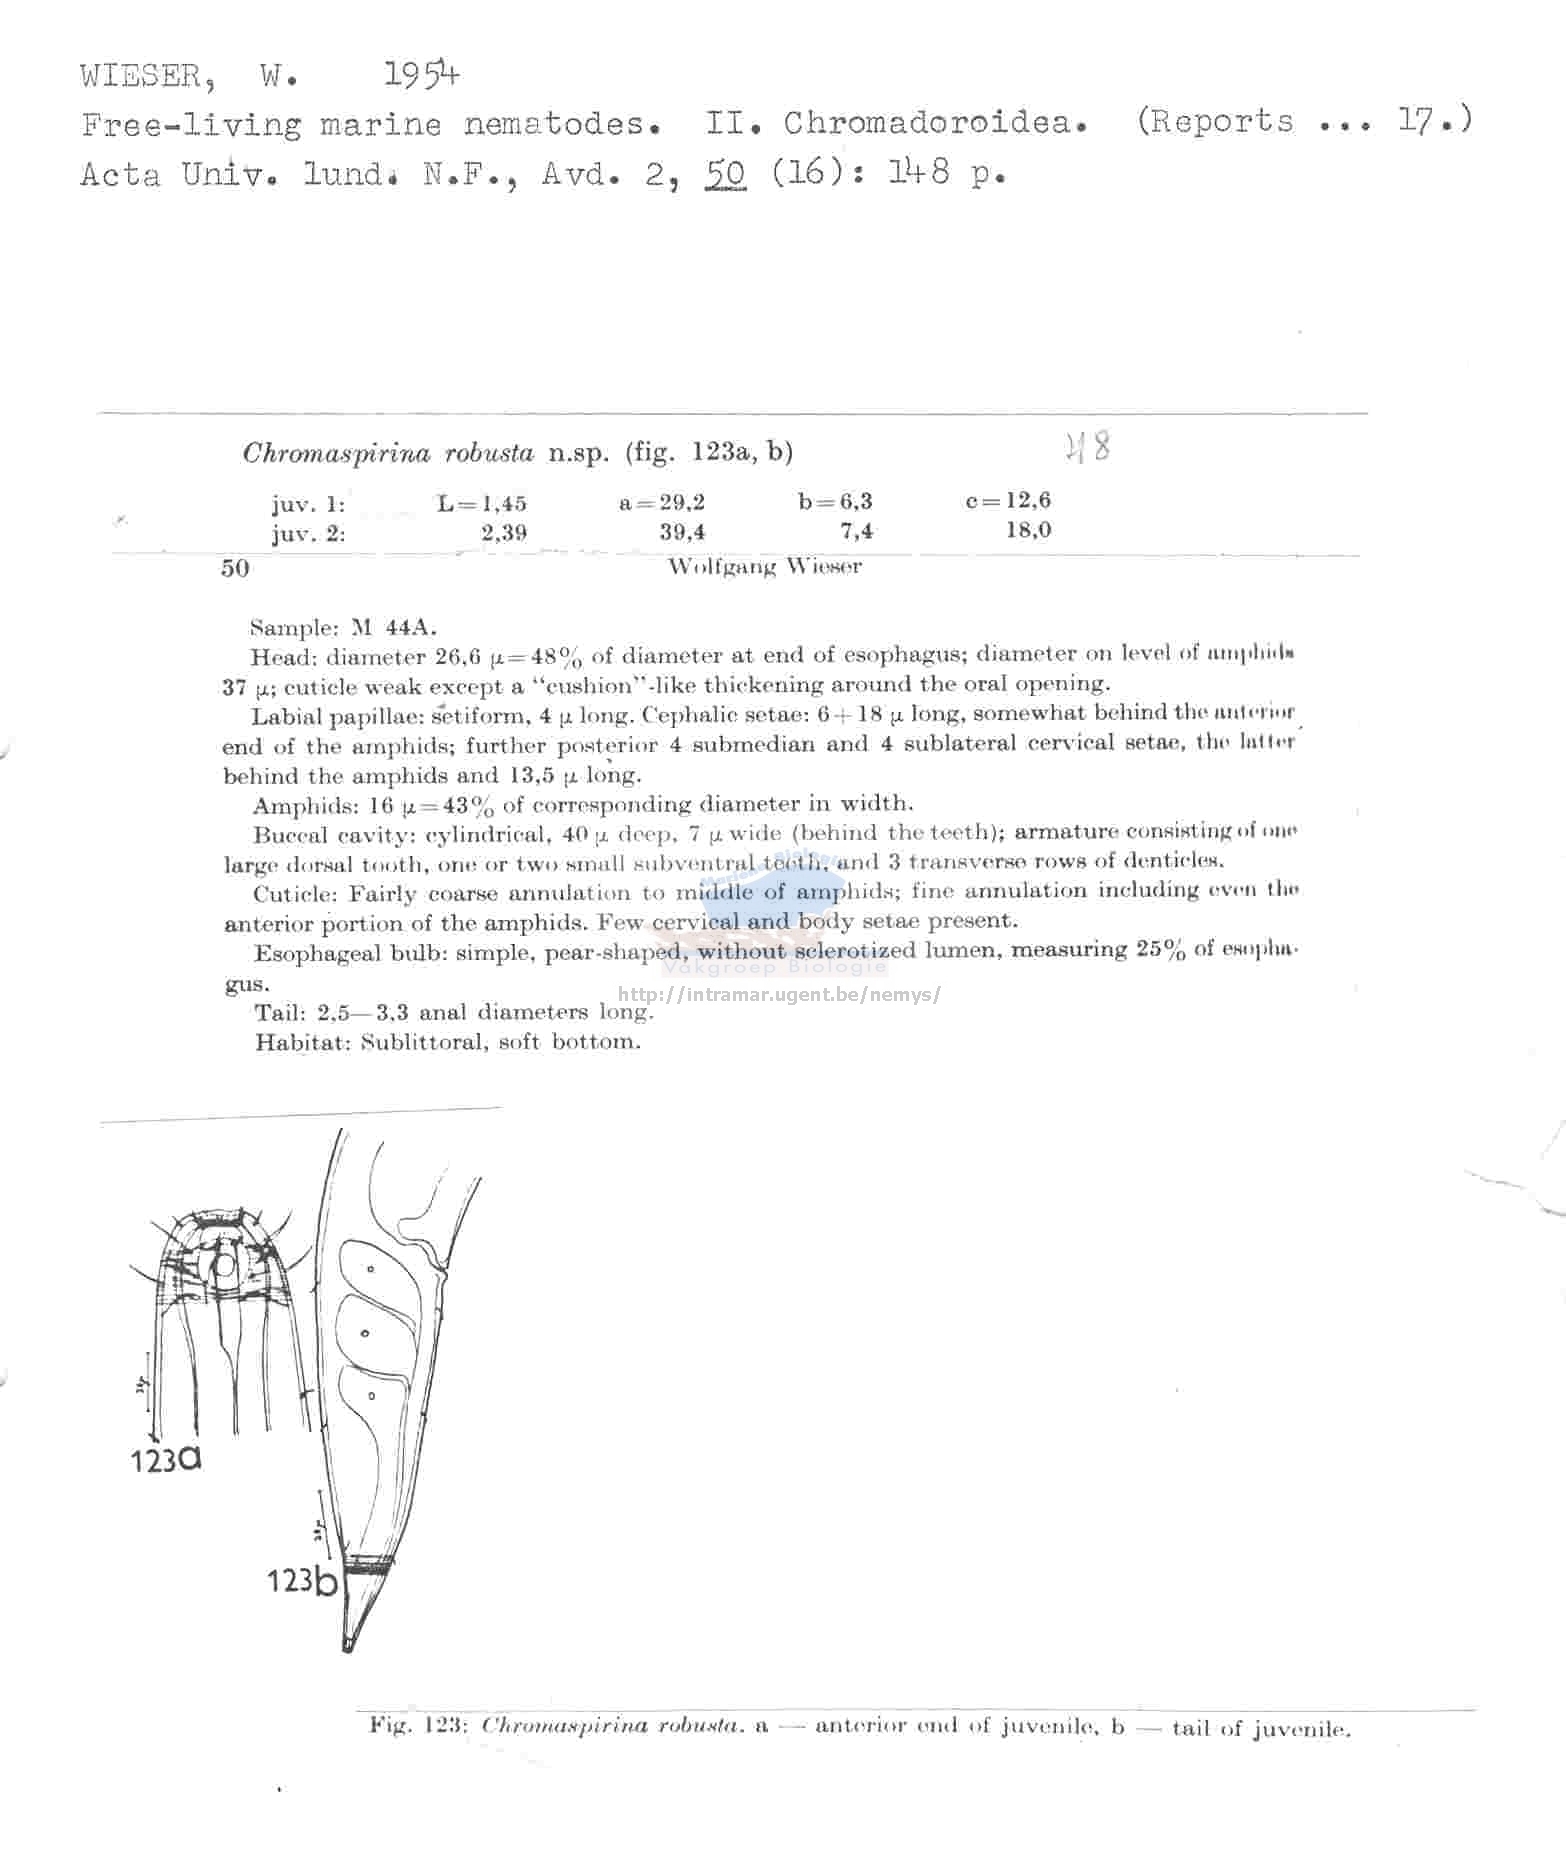 WIESER, W. 1954
Free-living marine nematodes. II. Chromadoroidea. (Reports ... 17.)
Acta Univ. lund. N.F., Avd. 2, 50 (16): 148 p.
Chromaspirina robusta n.sp. (fig. 123a, b) 48
juv. 1: L=1,45 a=29,2 b=6,3 c=12,6
juv. 2: 2,39 39,4 7,4 18,0
50 Wolfgang Wieser
Sample: M 44A.
Head: diameter 26,6 μ=48% of diameter at end of esophagus; diameter on level of amphids
37 μ; cuticle weak except a "cushion"-like thickening around the oral opening.
Labial papillae: setiform, 4 μ long. Cephalic setae: 6+18 μ long, somewhat behind the anterior
end of the amphids; further posterior 4 submedian and 4 sublateral cervical setae, the latter
behind the amphids and 13,5 μ long.
Amphids: 16 μ=43% of corresponding diameter in width.
Buccal cavity: cylindrical, 40 μ deep, 7 μ wide (behind the teeth); armature consisting of one
large dorsal tooth, one or two small subventral teeth, and 3 transverse rows of denticles.
Cuticle: Fairly coarse annulation to middle of amphids; fine annulation including even the
anterior portion of the amphids. Few cervical and body setae present.
Esophageal bulb: simple, pear-shaped, without sclerotized lumen, measuring 25% of esopha-
gus.
Vakgroep Biologie
http://intramar.ugent.be/nemys/
Tail: 2,5—3,3 anal diameters long.
Habitat: Sublittoral, soft bottom.
123a
123b
Fig. 123: Chromaspirina robusta. a — anterior end of juvenile, b — tail of juvenile.